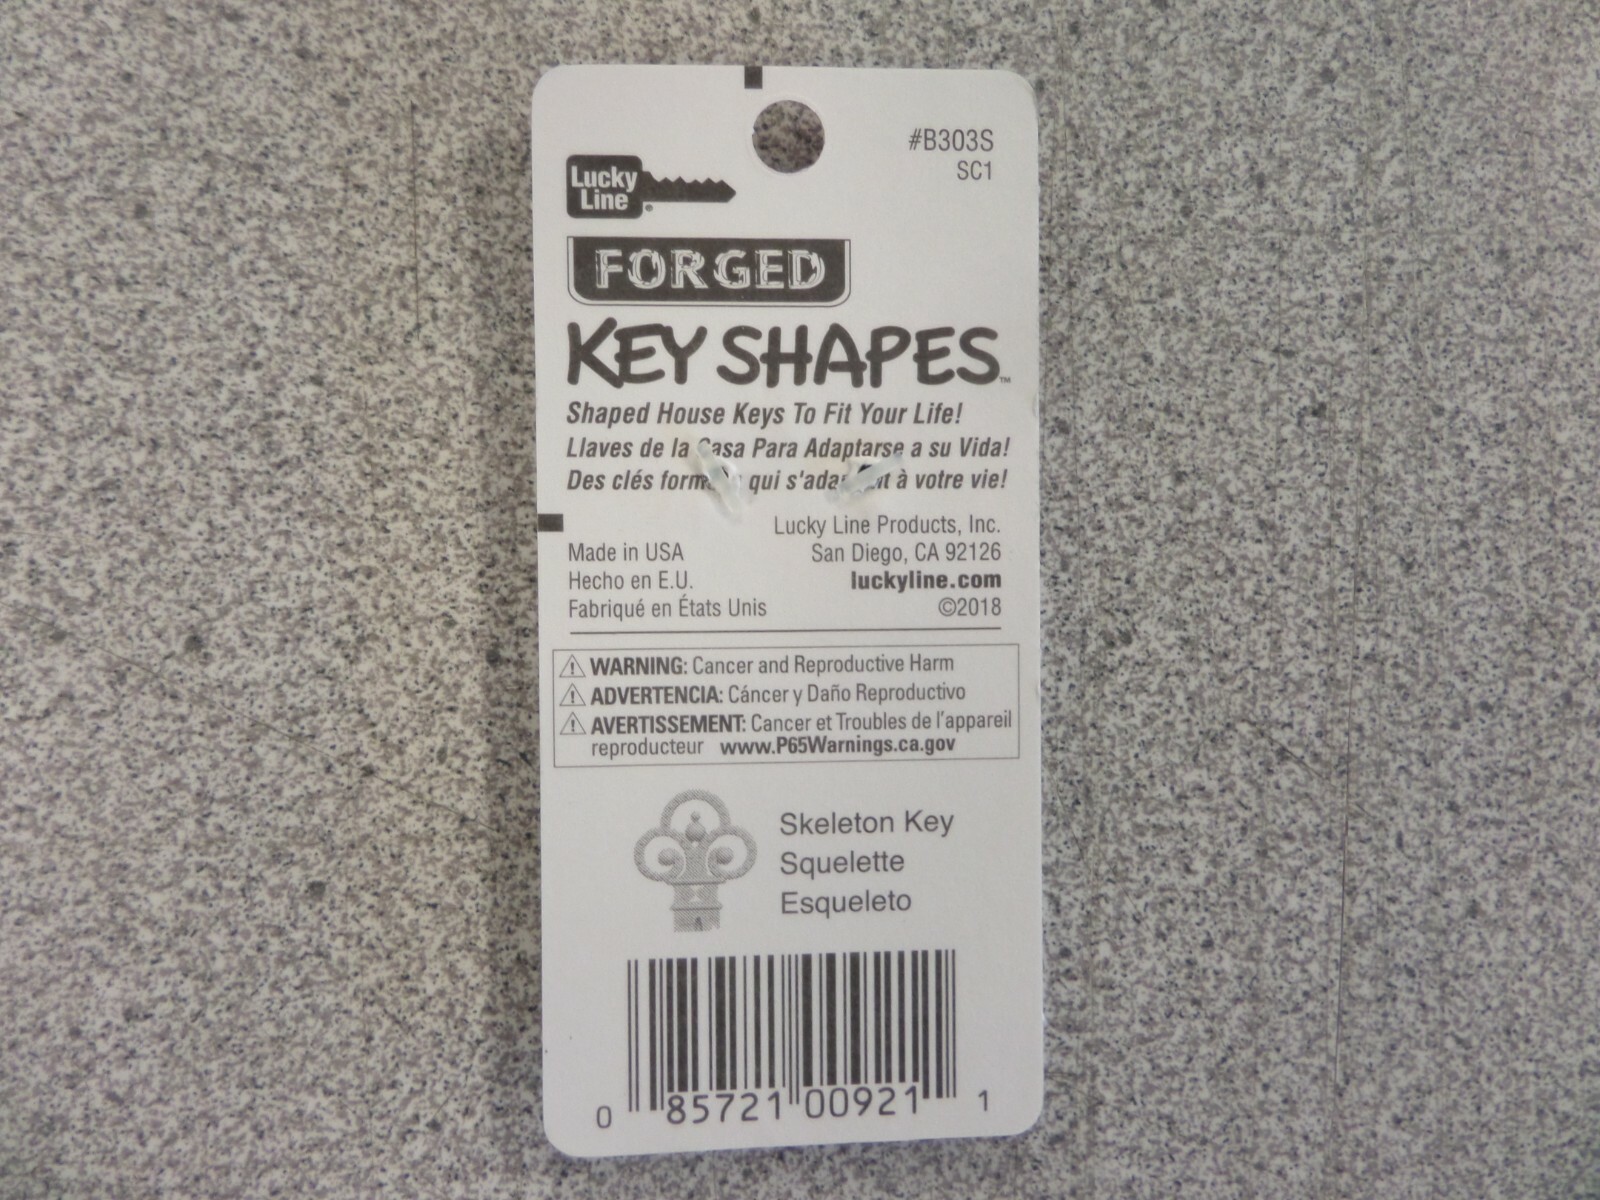 #B303S
SC1
Lucky
Line
FORGED
KEY SHAPES™
Shaped House Keys To Fit Your Life!
Llaves de la Casa Para Adaptarse a su Vida!
Des clés qui à votre vie!
Lucky Line Products, Inc.
Made in USA San Diego, CA 92126
Hecho en E.U. luckyline.com
Fabriqué en États Unis ©2018
⚠ WARNING: Cancer and Reproductive Harm
⚠ ADVERTENCIA: Cáncer y Daño Reproductivo
⚠ AVERTISSEMENT: Cancer et Troubles de l'appareil
reproducteur www.P65Warnings.ca.gov
Skeleton Key
Squelette
Esqueleto
0 85721 00921 1